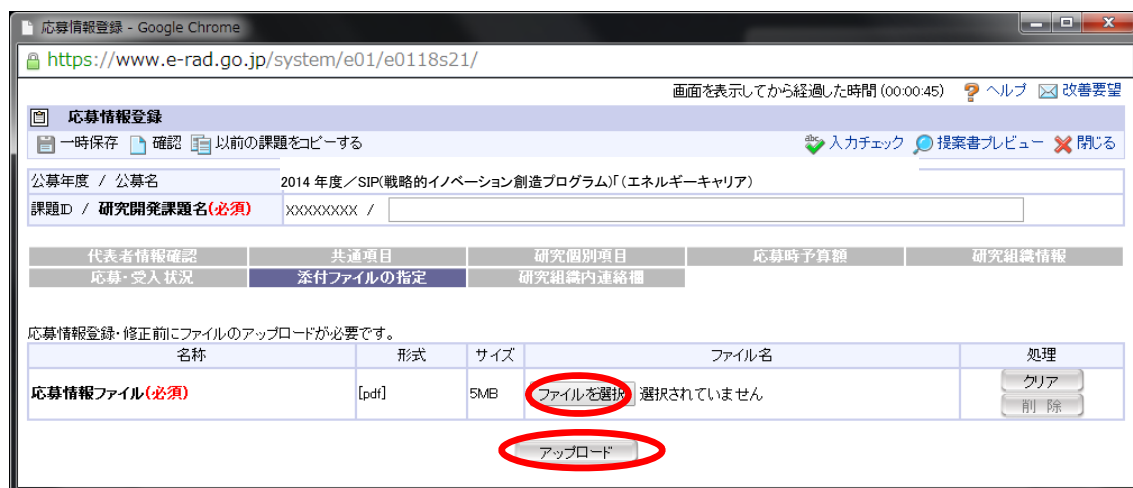 応募情報登録 - Google Chrome
https://www.e-rad.go.jp/system/e01/e0118s21/
画面を表示してから経過した時間 (00:00:45) ヘルプ 改善要望
応募情報登録
一時保存 確認 以前の課題をコピーする 入力チェック 提案書プレビュー 閉じる
公募年度 / 公募名 2014 年度／SIP(戦略的イノベーション創造プログラム)「（エネルギーキャリア）
課題ID / 研究開発課題名(必須) XXXXXXXX /
代表者情報確認 共通項目 研究個別項目 応募時予算額 研究組織情報
応募・受入状況 添付ファイルの指定 研究組織内連絡欄
応募情報登録・修正前にファイルのアップロードが必要です。
名称 形式 サイズ ファイル名 処理
応募情報ファイル(必須) [pdf] 5MB ファイルを選択 選択されていません クリア
削 除
アップロード